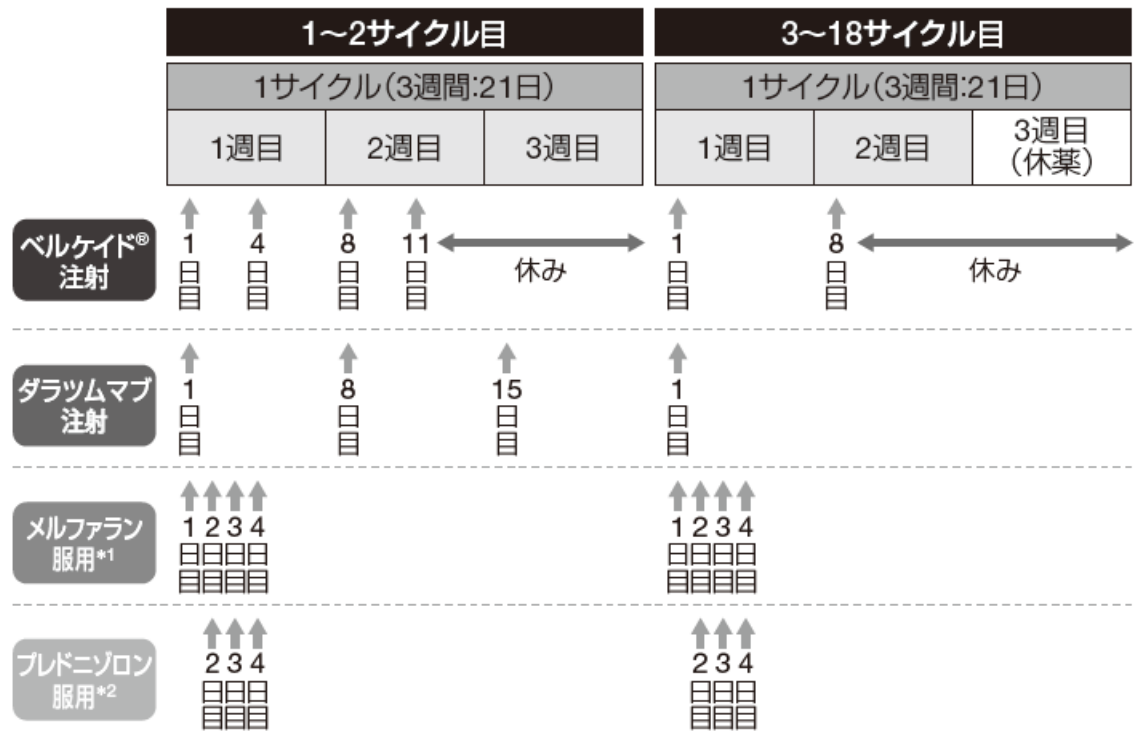 1～2サイクル目
3～18サイクル目
1サイクル（3週間：21日）
1サイクル（3週間：21日）
1週目
2週目
3週目
1週目
2週目
3週目
（休薬）
ベルケイド®
注射
1日目
4日目
8日目
11日目
休み
1日目
8日目
休み
ダラツムマブ
注射
1日目
8日目
15日目
1日目
メルファラン
服用*1
1日目
2日目
3日目
4日目
1日目
2日目
3日目
4日目
プレドニゾロン
服用*2
2日目
3日目
4日目
2日目
3日目
4日目